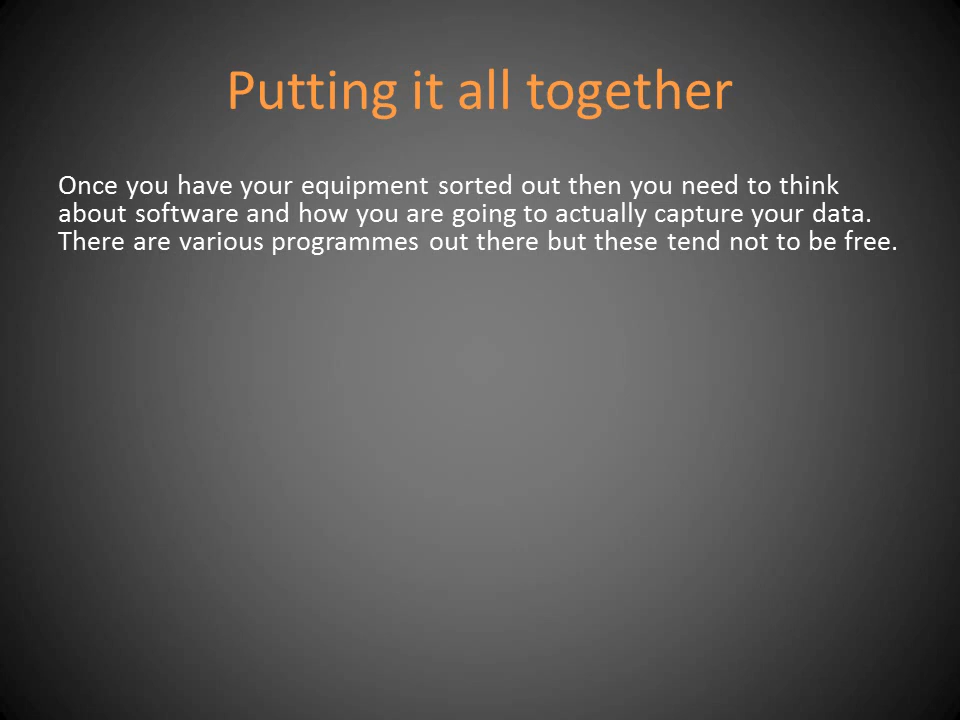 Putting it all together
Once you have your equipment sorted out then you need to think
about software and how you are going to actually capture your data.
There are various programmes out there but these tend not to be free.